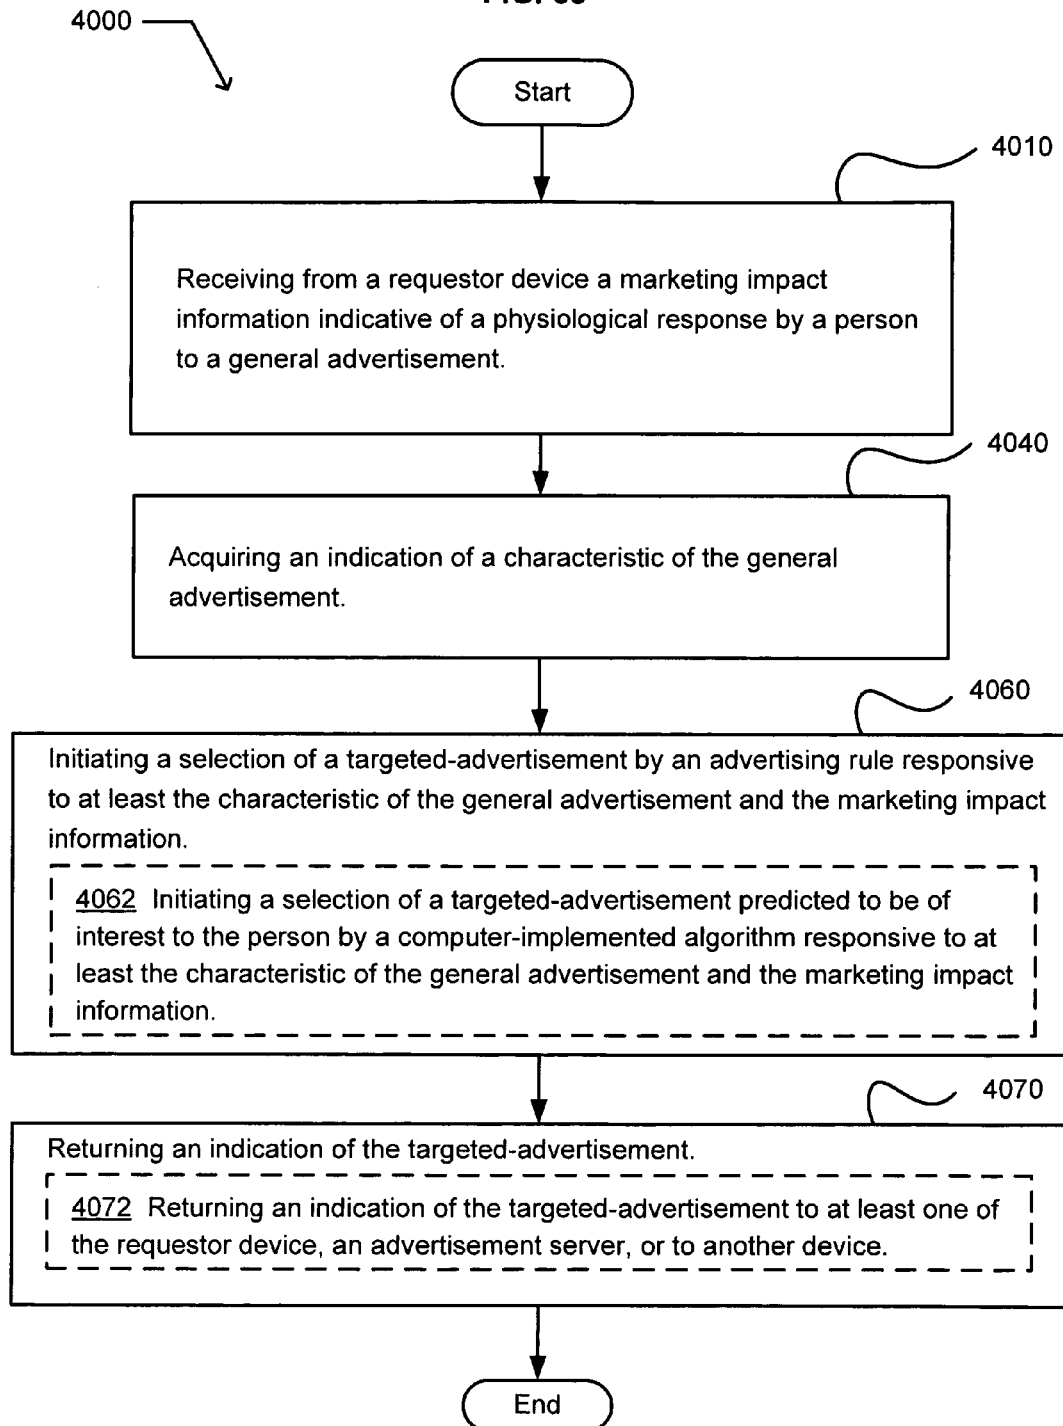 4000
Start
4010
Receiving from a requestor device a marketing impact
information indicative of a physiological response by a person
to a general advertisement.
4040
Acquiring an indication of a characteristic of the general
advertisement.
4060
Initiating a selection of a targeted-advertisement by an advertising rule responsive
to at least the characteristic of the general advertisement and the marketing impact
information.
4062 Initiating a selection of a targeted-advertisement predicted to be of
interest to the person by a computer-implemented algorithm responsive to at
least the characteristic of the general advertisement and the marketing impact
information.
4070
Returning an indication of the targeted-advertisement.
4072 Returning an indication of the targeted-advertisement to at least one of
the requestor device, an advertisement server, or to another device.
End